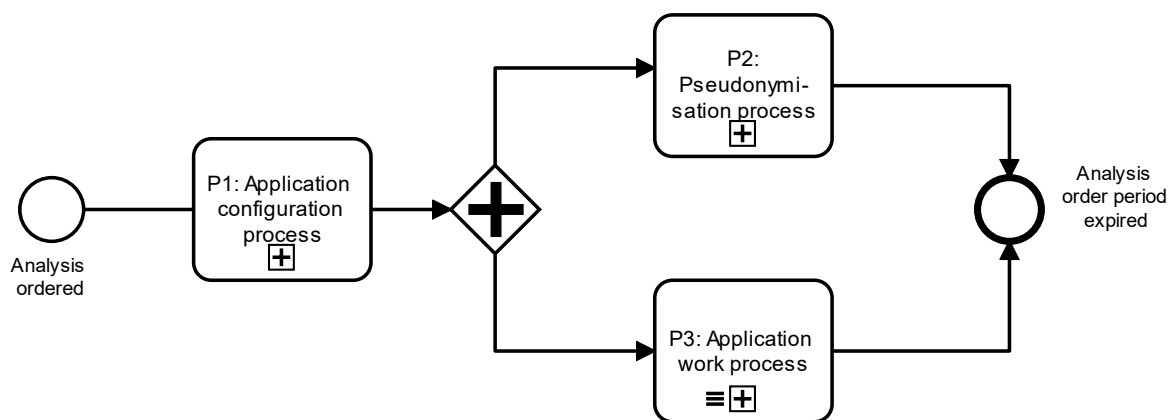 Analysis
ordered
P1: Application
configuration
process
P2:
Pseudonymi-
sation process
P3: Application
work process
Analysis
order period
expired